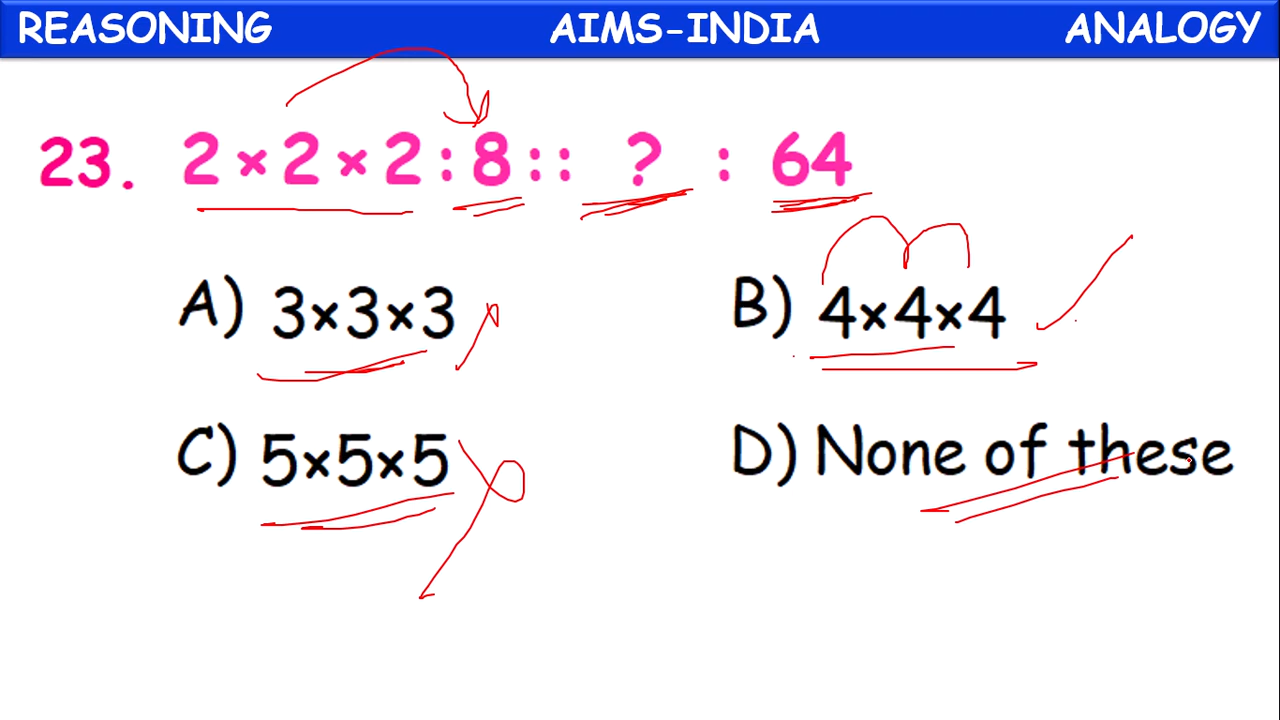 REASONING AIMS-INDIA ANALOGY
23. 2×2×2:8:: ? : 64
A) 3×3×3 B) 4×4×4
C) 5×5×5 D) None of these